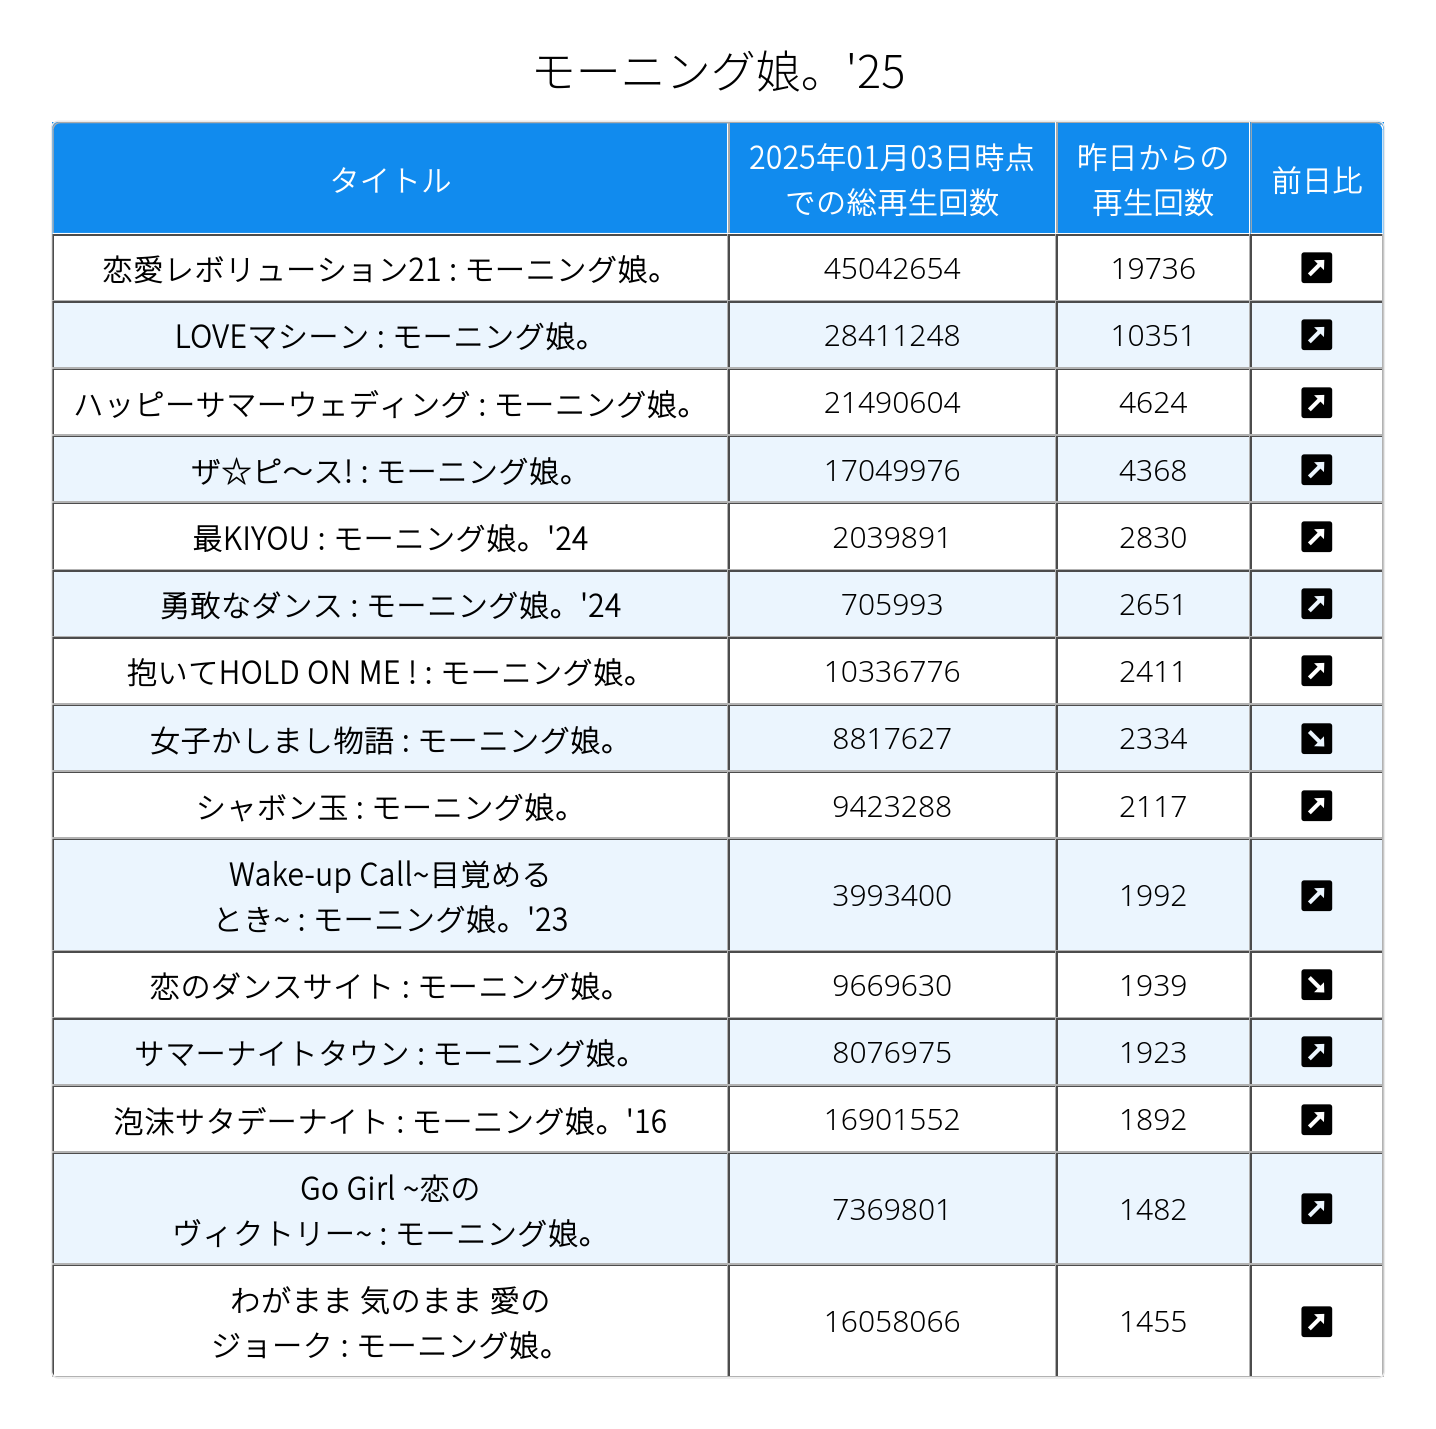 モーニング娘。'25
タイトル
2025年01月03日時点
での総再生回数
昨日からの
再生回数
前日比
恋愛レボリューション21 : モーニング娘。 45042654 19736
LOVEマシーン : モーニング娘。 28411248 10351
ハッピーサマーウェディング : モーニング娘。 21490604 4624
ザ☆ピ〜ス! : モーニング娘。 17049976 4368
最KIYOU : モーニング娘。'24 2039891 2830
勇敢なダンス : モーニング娘。'24 705993 2651
抱いてHOLD ON ME ! : モーニング娘。 10336776 2411
女子かしまし物語 : モーニング娘。 8817627 2334
シャボン玉 : モーニング娘。 9423288 2117
Wake-up Call~目覚める
とき~ : モーニング娘。'23 3993400 1992
恋のダンスサイト : モーニング娘。 9669630 1939
サマーナイトタウン : モーニング娘。 8076975 1923
泡沫サタデーナイト : モーニング娘。'16 16901552 1892
Go Girl ~恋の
ヴィクトリー~ : モーニング娘。 7369801 1482
わがまま 気のまま 愛の
ジョーク : モーニング娘。 16058066 1455